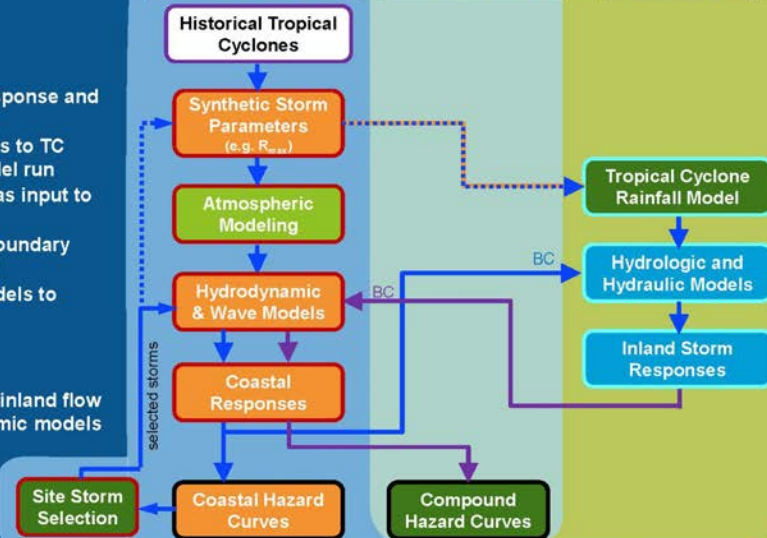 sponse and
s to TC
del run
as input to
oundary
dels to
inland flow
mic models
Historical Tropical
Cyclones
Synthetic Storm
Parameters
(e.g. Rmax)
Atmospheric
Modeling
Hydrodynamic
& Wave Models
Coastal
Responses
Coastal Hazard
Curves
Site Storm
Selection
selected storms
Compound
Hazard Curves
BC
BC
Tropical Cyclone
Rainfall Model
Hydrologic and
Hydraulic Models
Inland Storm
Responses